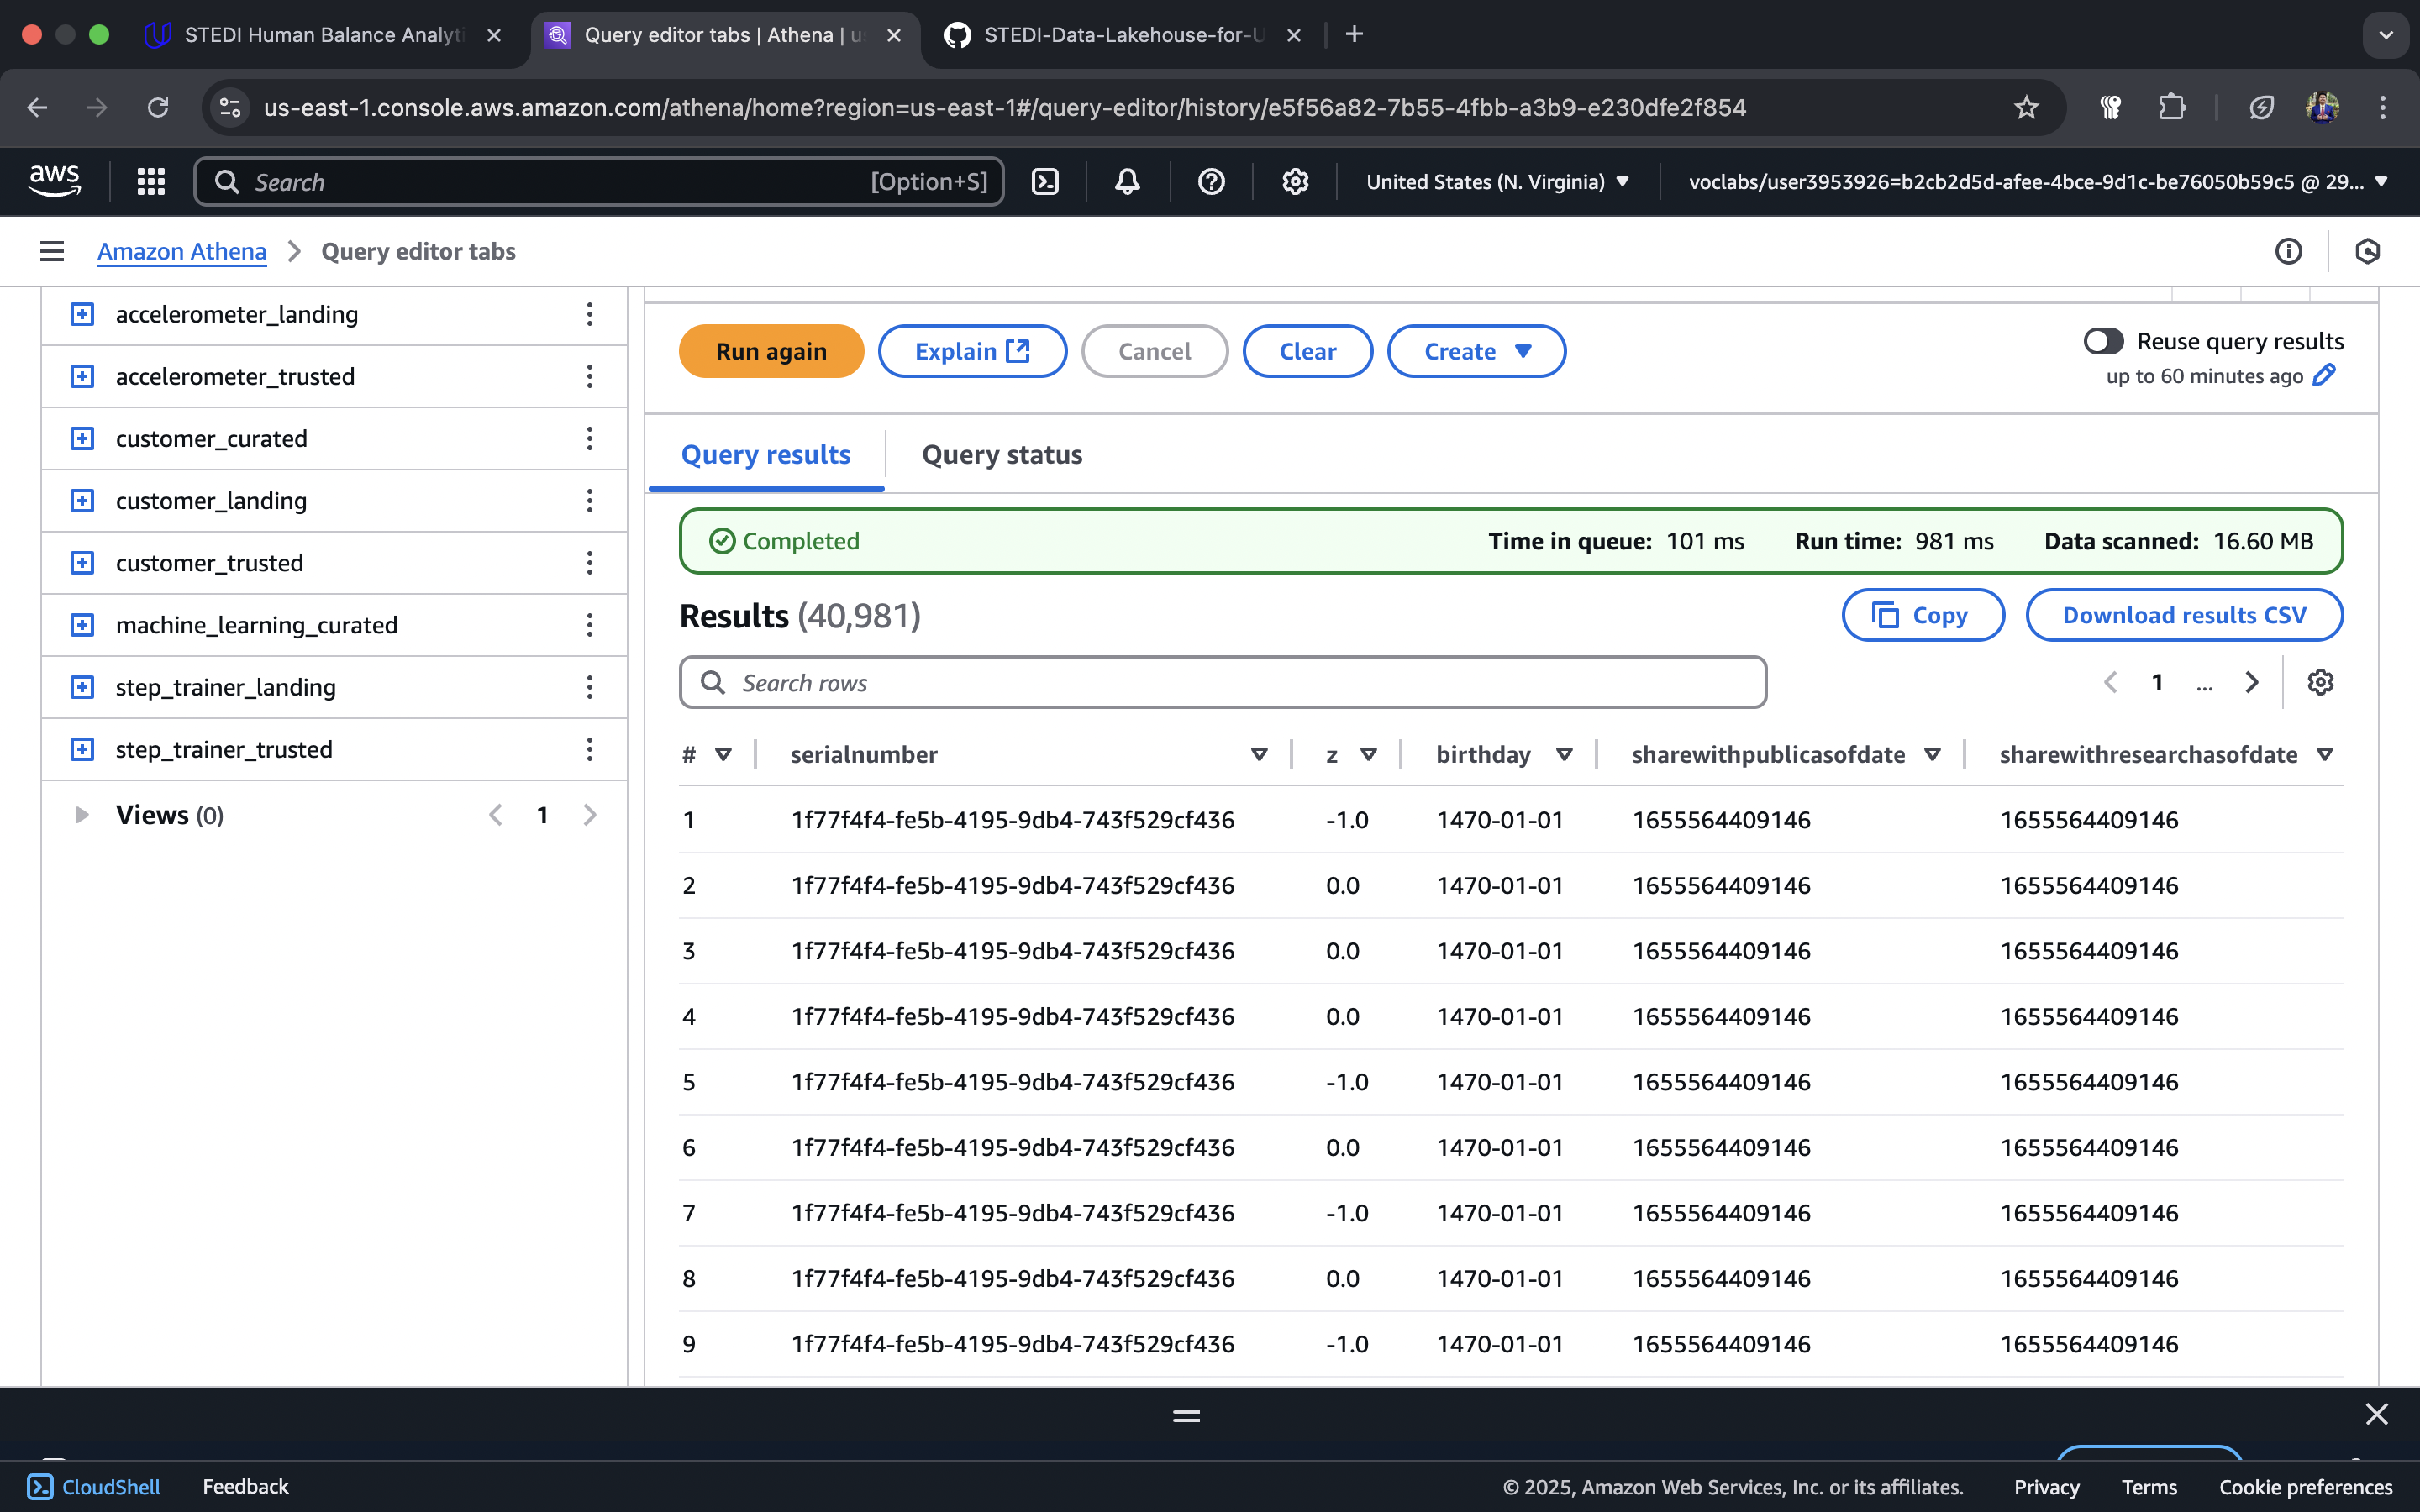 STEDI Human Balance Analyti
Query editor tabs | Athena | us
STEDI-Data-Lakehouse-for-U
us-east-1.console.aws.amazon.com/athena/home?region=us-east-1#/query-editor/history/e5f56a82-7b55-4fbb-a3b9-e230dfe2f854
aws
Search
[Option+S]
United States (N. Virginia)
voclabs/user3953926=b2cb2d5d-afee-4bce-9d1c-be76050b59c5 @ 29...
Amazon Athena
Query editor tabs
accelerometer_landing
accelerometer_trusted
customer_curated
customer_landing
customer_trusted
machine_learning_curated
step_trainer_landing
step_trainer_trusted
Views (0)
1
Run again
Explain
Cancel
Clear
Create
Reuse query results
up to 60 minutes ago
Query results
Query status
Completed
Time in queue: 101 ms Run time: 981 ms Data scanned: 16.60 MB
Results (40,981)
Copy
Download results CSV
Search rows
1 ...
# serialnumber z birthday sharewithpublicasofdate sharewithresearchasofdate
1 1f77f4f4-fe5b-4195-9db4-743f529cf436 -1.0 1470-01-01 1655564409146 1655564409146
2 1f77f4f4-fe5b-4195-9db4-743f529cf436 0.0 1470-01-01 1655564409146 1655564409146
3 1f77f4f4-fe5b-4195-9db4-743f529cf436 0.0 1470-01-01 1655564409146 1655564409146
4 1f77f4f4-fe5b-4195-9db4-743f529cf436 0.0 1470-01-01 1655564409146 1655564409146
5 1f77f4f4-fe5b-4195-9db4-743f529cf436 -1.0 1470-01-01 1655564409146 1655564409146
6 1f77f4f4-fe5b-4195-9db4-743f529cf436 0.0 1470-01-01 1655564409146 1655564409146
7 1f77f4f4-fe5b-4195-9db4-743f529cf436 -1.0 1470-01-01 1655564409146 1655564409146
8 1f77f4f4-fe5b-4195-9db4-743f529cf436 0.0 1470-01-01 1655564409146 1655564409146
9 1f77f4f4-fe5b-4195-9db4-743f529cf436 -1.0 1470-01-01 1655564409146 1655564409146
CloudShell
Feedback
© 2025, Amazon Web Services, Inc. or its affiliates.
Privacy
Terms
Cookie preferences